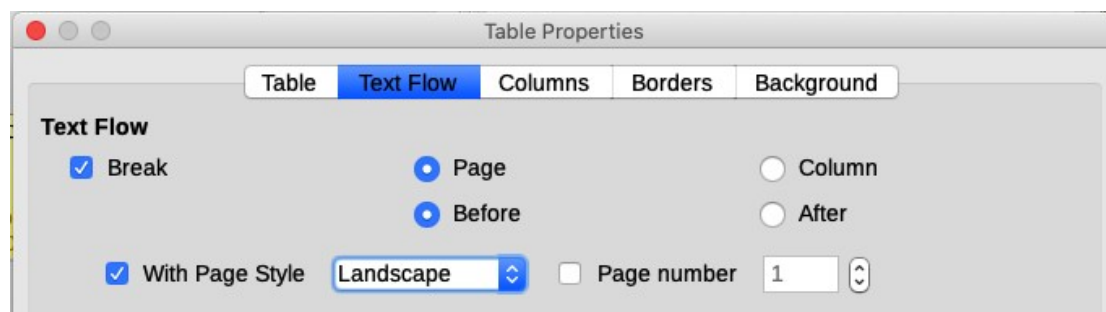 Table Properties
Table Text Flow Columns Borders Background
Text Flow
Break Page Column
Before After
With Page Style Landscape Page number 1